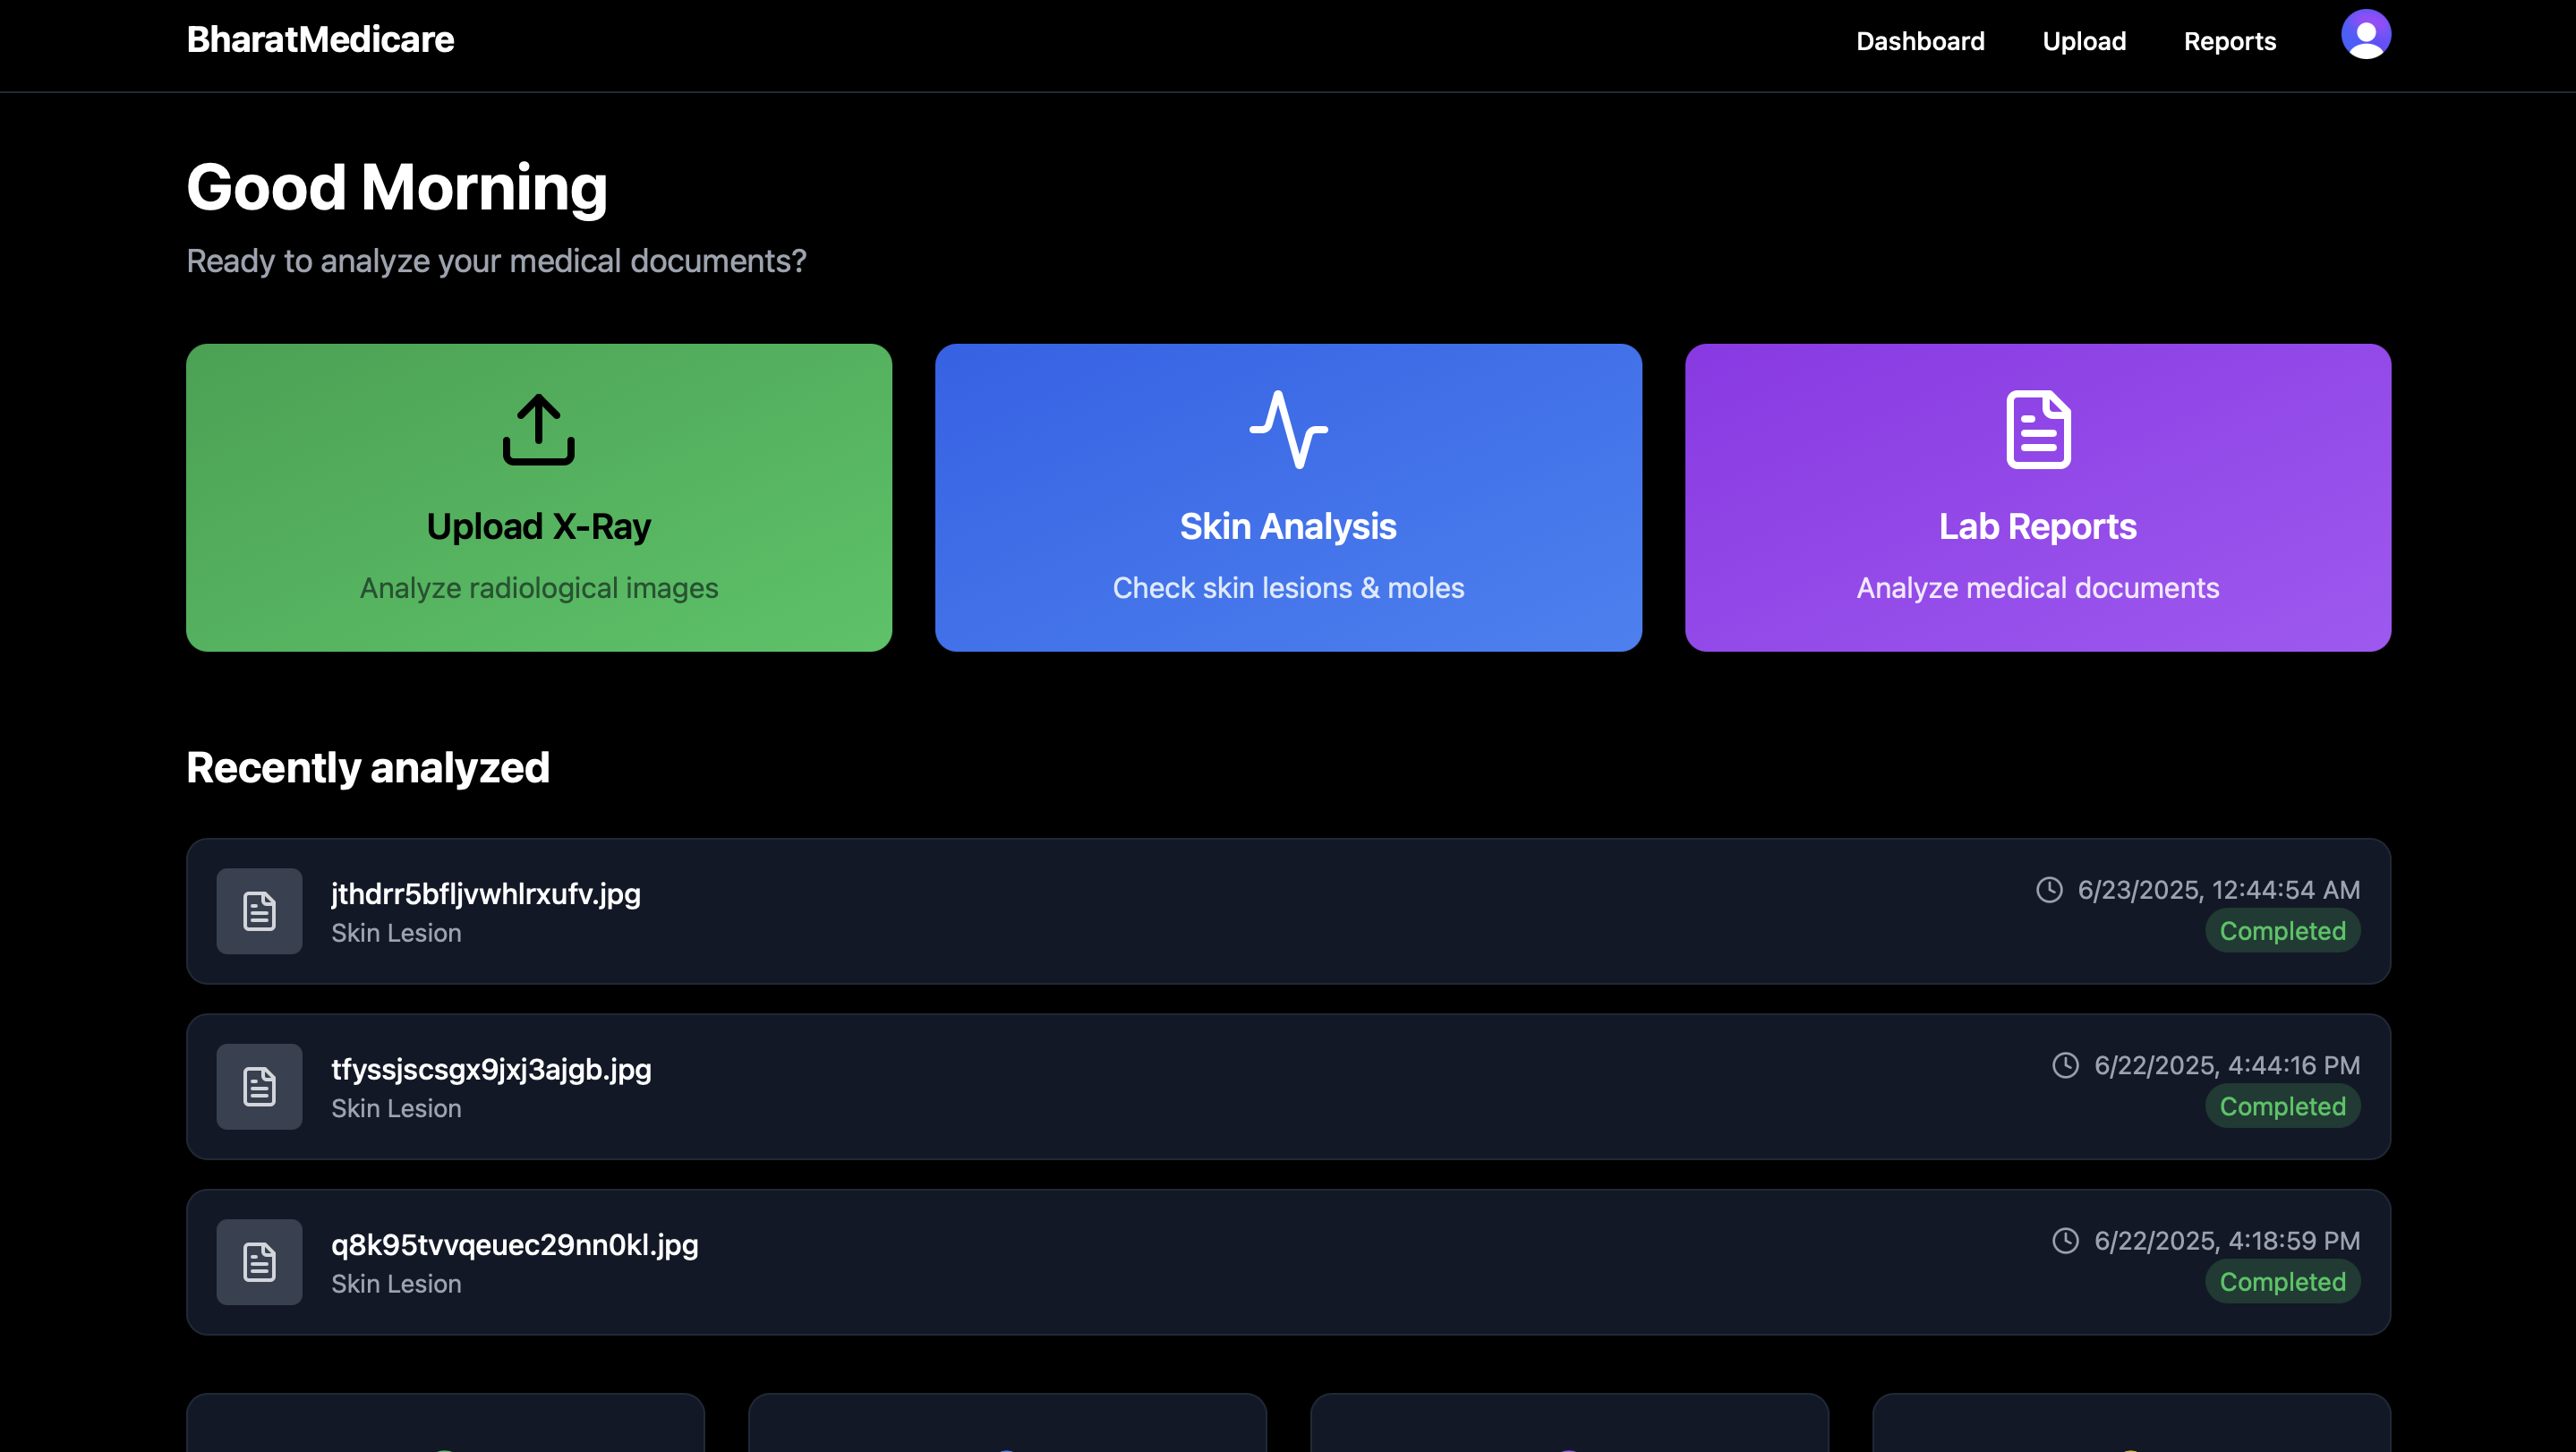 BharatMedicare
Dashboard
Upload
Reports
Good Morning
Ready to analyze your medical documents?
Upload X-Ray
Analyze radiological images
Skin Analysis
Check skin lesions & moles
Lab Reports
Analyze medical documents
Recently analyzed
jthdrr5bfljvwhlrxufv.jpg
Skin Lesion
6/23/2025, 12:44:54 AM
Completed
tfyssjscsgx9jxj3ajgb.jpg
Skin Lesion
6/22/2025, 4:44:16 PM
Completed
q8k95tvvqeuec29nn0kl.jpg
Skin Lesion
6/22/2025, 4:18:59 PM
Completed